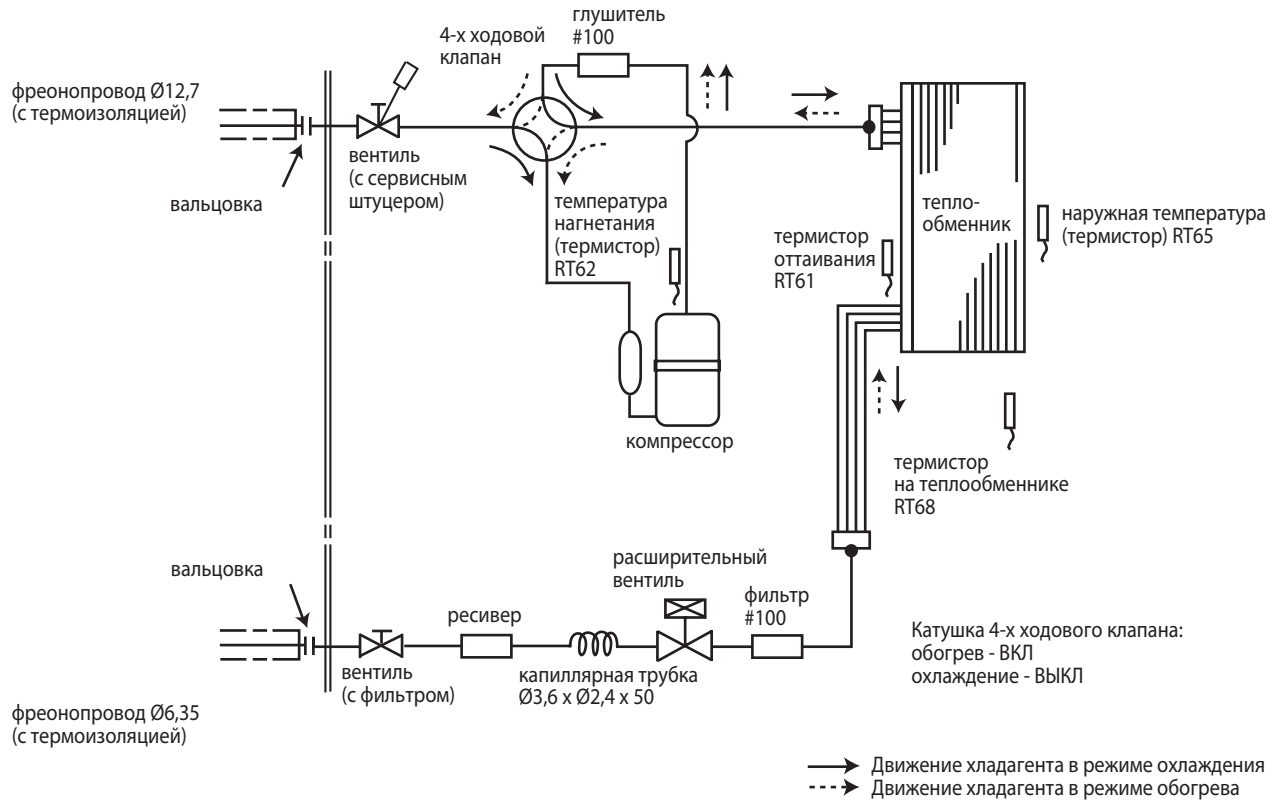 глушитель
#100
4-х ходовой
клапан
фреонопровод Ø12,7
(с термоизоляцией)
вентиль
(с сервисным
штуцером)
вальцовка
температура
нагнетания
(термистор)
RT62
тепло-
обменник
наружная температура
(термистор) RT65
термистор
оттаивания
RT61
компрессор
термистор
на теплообменнике
RT68
вальцовка
расширительный
вентиль
ресивер
фильтр
#100
вентиль
(с фильтром)
капиллярная трубка
Ø3,6 x Ø2,4 x 50
Катушка 4-х ходового клапана:
обогрев - ВКЛ
охлаждение - ВЫКЛ
фреонопровод Ø6,35
(с термоизоляцией)
Движение хладагента в режиме охлаждения
Движение хладагента в режиме обогрева